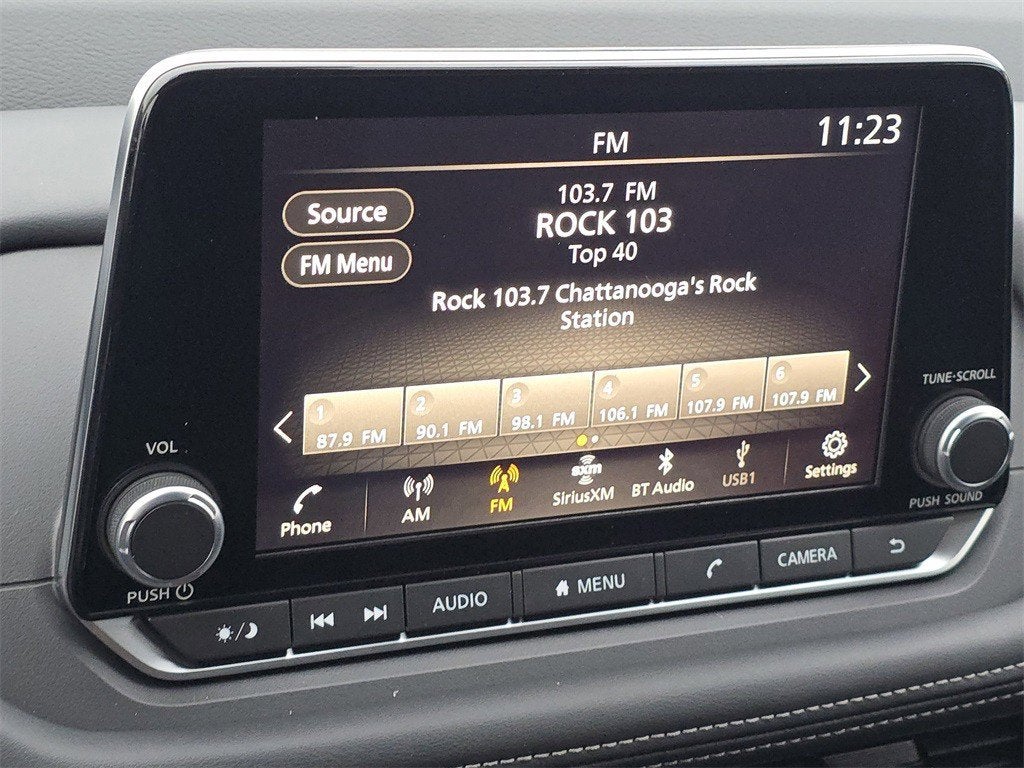 FM
11:23
Source
FM Menu
103.7 FM
ROCK 103
Top 40
Rock 103.7 Chattanooga's Rock
Station
1
87.9 FM
2
90.1 FM
3
98.1 FM
4
106.1 FM
5
107.9 FM
6
107.9 FM
Phone
AM
FM
sxm
SiriusXM
BT Audio
USB1
Settings
VOL
PUSH
TUNE·SCROLL
PUSH SOUND
AUDIO
MENU
CAMERA